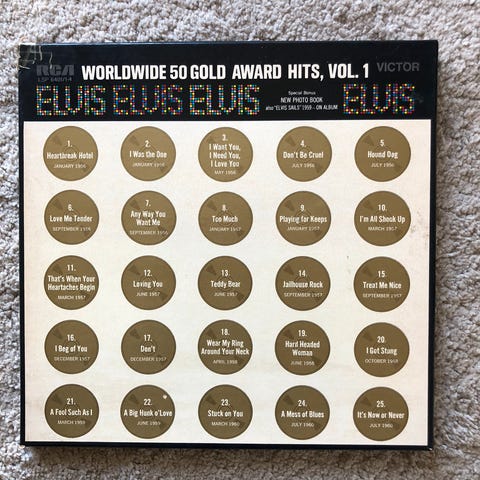 RCA WORLDWIDE 50 GOLD AWARD HITS, VOL. 1 VICTOR
LSP 6401/1-4
ELVIS ELVIS ELVIS ELVIS
Special Bonus
NEW PHOTO BOOK
also "ELVIS SAILS" 1959 - ON ALBUM
1.
Heartbreak Hotel
JANUARY 1956
2.
I Was the One
JANUARY 1956
3.
I Want You,
I Need You,
I Love You
MAY 1956
4.
Don't Be Cruel
JULY 1956
5.
Hound Dog
JULY 1956
6.
Love Me Tender
SEPTEMBER 1956
7.
Any Way You
Want Me
SEPTEMBER 1956
8.
Too Much
JANUARY 1957
9.
Playing for Keeps
JANUARY 1957
10.
I'm All Shook Up
MARCH 1957
11.
That's When Your
Heartaches Begin
MARCH 1957
12.
Loving You
JUNE 1957
13.
Teddy Bear
JUNE 1957
14.
Jailhouse Rock
SEPTEMBER 1957
15.
Treat Me Nice
SEPTEMBER 1957
16.
I Beg of You
DECEMBER 1957
17.
Don't
DECEMBER 1957
18.
Wear My Ring
Around Your Neck
APRIL 1958
19.
Hard Headed
Woman
JUNE 1958
20.
I Got Stung
OCTOBER 1958
21.
A Fool Such As I
MARCH 1959
22.
A Big Hunk o'Love
JUNE 1959
23.
Stuck on You
MARCH 1960
24.
A Mess of Blues
JULY 1960
25.
It's Now or Never
JULY 1960